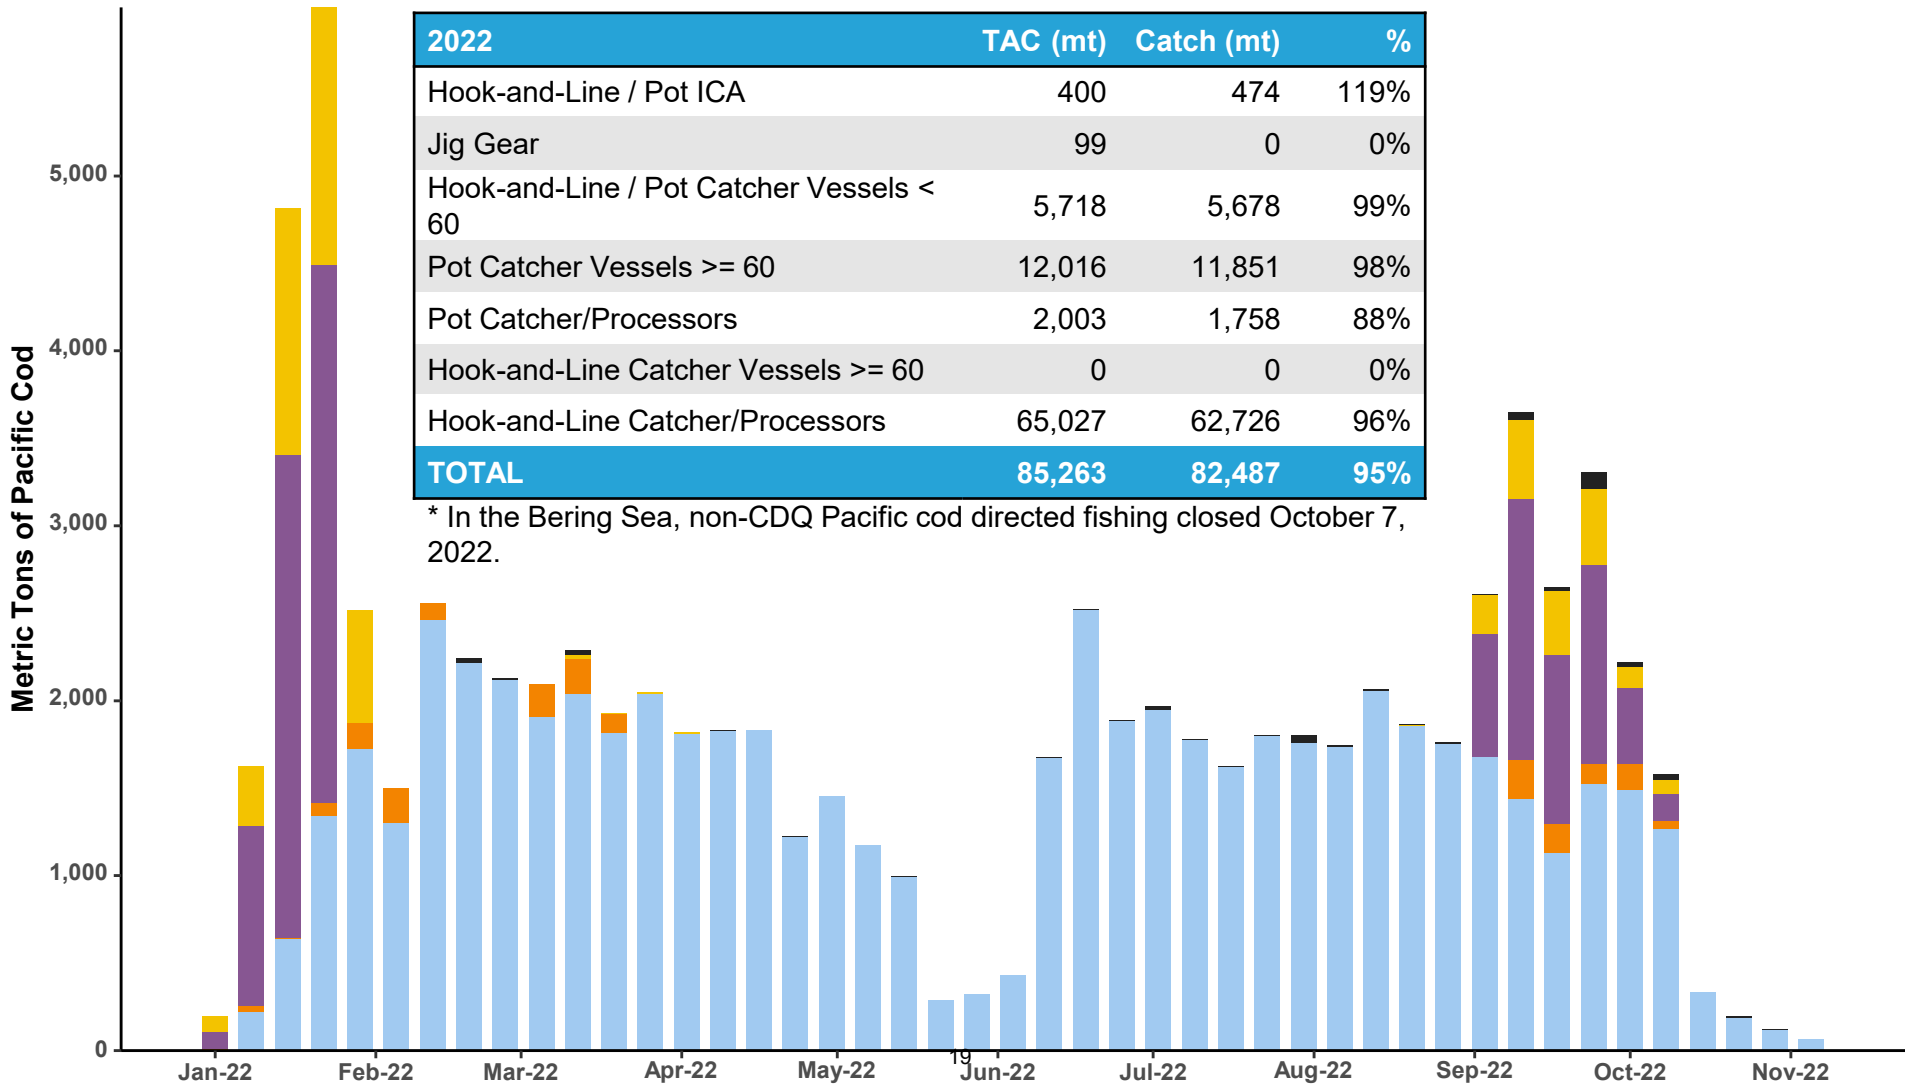 2022 TAC (mt) Catch (mt) %
Hook-and-Line / Pot ICA 400 474 119%
Jig Gear 99 0 0%
Hook-and-Line / Pot Catcher Vessels <
60 5,718 5,678 99%
Pot Catcher Vessels >= 60 12,016 11,851 98%
Pot Catcher/Processors 2,003 1,758 88%
Hook-and-Line Catcher Vessels >= 60 0 0 0%
Hook-and-Line Catcher/Processors 65,027 62,726 96%
TOTAL 85,263 82,487 95%
* In the Bering Sea, non-CDQ Pacific cod directed fishing closed October 7,
2022.
Metric Tons of Pacific Cod
5,000
4,000
3,000
2,000
1,000
0
19
Jan-22 Feb-22 Mar-22 Apr-22 May-22 Jun-22 Jul-22 Aug-22 Sep-22 Oct-22 Nov-22